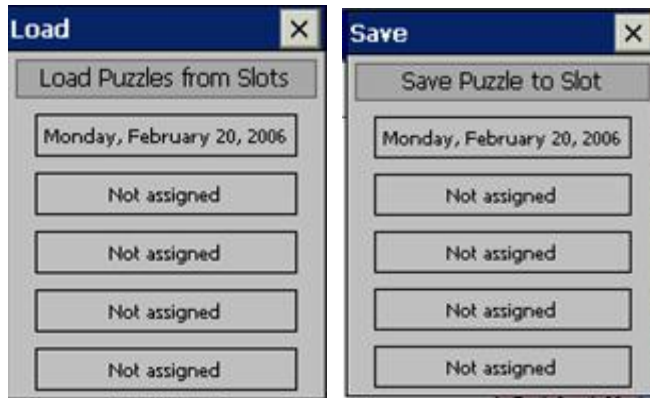 Load
Load Puzzles from Slots
Monday, February 20, 2006
Not assigned
Not assigned
Not assigned
Not assigned
Save
Save Puzzle to Slot
Monday, February 20, 2006
Not assigned
Not assigned
Not assigned
Not assigned